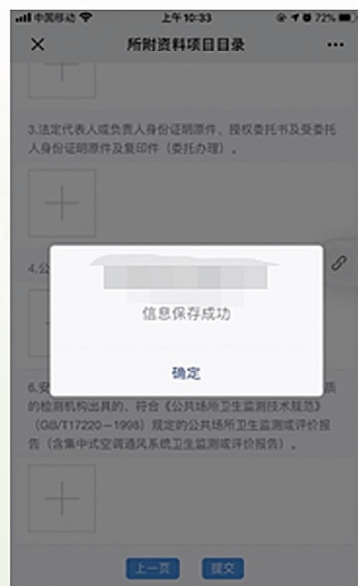 中国移动
上午10:33
72%
所附资料项目目录
3.法定代表人或负责人身份证明原件、授权委托书及受委托
人身份证明原件及复印件（委托办理）。
4.公
信息保存成功
确定
6.安
质
的检测机构出具的、符合《公共场所卫生监测技术规范》
（GB/T17220－1998）规定的公共场所卫生监测或评价报
告（含集中式空调通风系统卫生监测或评价报告）。
上一页
提交